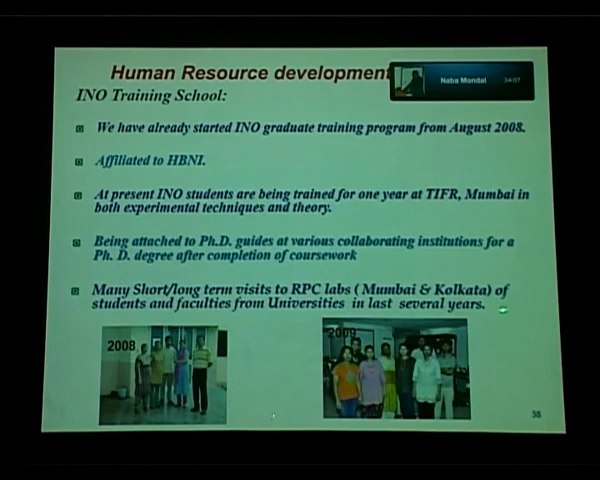 Human Resource development
Naba Mondal 34:07
INO Training School:
We have already started INO graduate training program from August 2008.
Affiliated to HBNI.
At present INO students are being trained for one year at TIFR, Mumbai in
both experimental techniques and theory.
Being attached to Ph.D. guides at various collaborating institutions for a
Ph. D. degree after completion of coursework
Many Short/long term visits to RPC labs ( Mumbai & Kolkata) of
students and faculties from Universities in last several years.
2008
2009
58